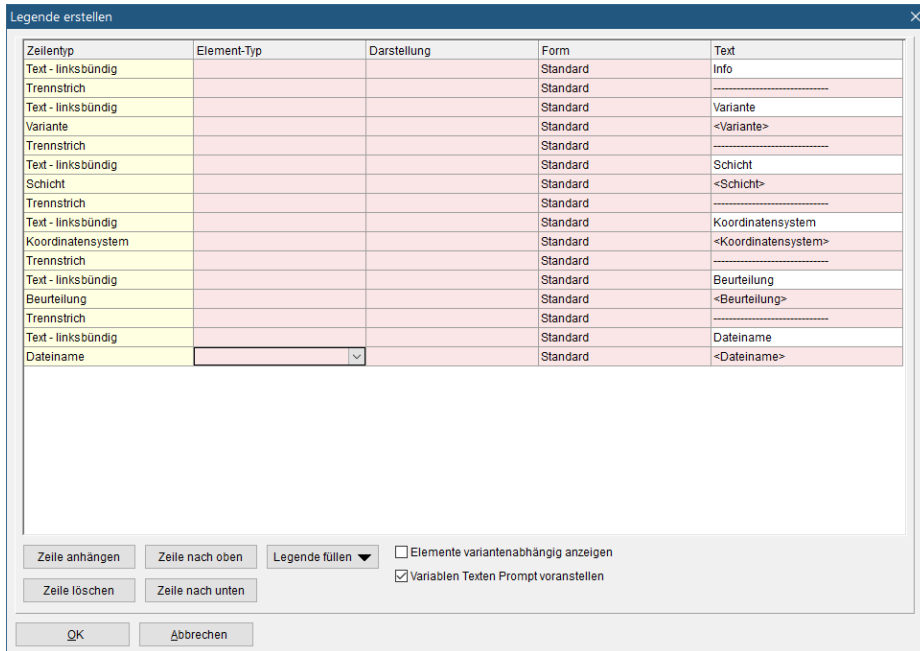 Legende erstellen
Zeilentyp Element-Typ Darstellung Form Text
Text - linksbündig Standard Info
Trennstrich Standard ------------------------------
Text - linksbündig Standard Variante
Variante Standard <Variante>
Trennstrich Standard ------------------------------
Text - linksbündig Standard Schicht
Schicht Standard <Schicht>
Trennstrich Standard ------------------------------
Text - linksbündig Standard Koordinatensystem
Koordinatensystem Standard <Koordinatensystem>
Trennstrich Standard ------------------------------
Text - linksbündig Standard Beurteilung
Beurteilung Standard <Beurteilung>
Trennstrich Standard ------------------------------
Text - linksbündig Standard Dateiname
Dateiname Standard <Dateiname>
Zeile anhängen Zeile nach oben Legende füllen Elemente variantenabhängig anzeigen
Variablen Texten Prompt voranstellen
Zeile löschen Zeile nach unten
OK Abbrechen